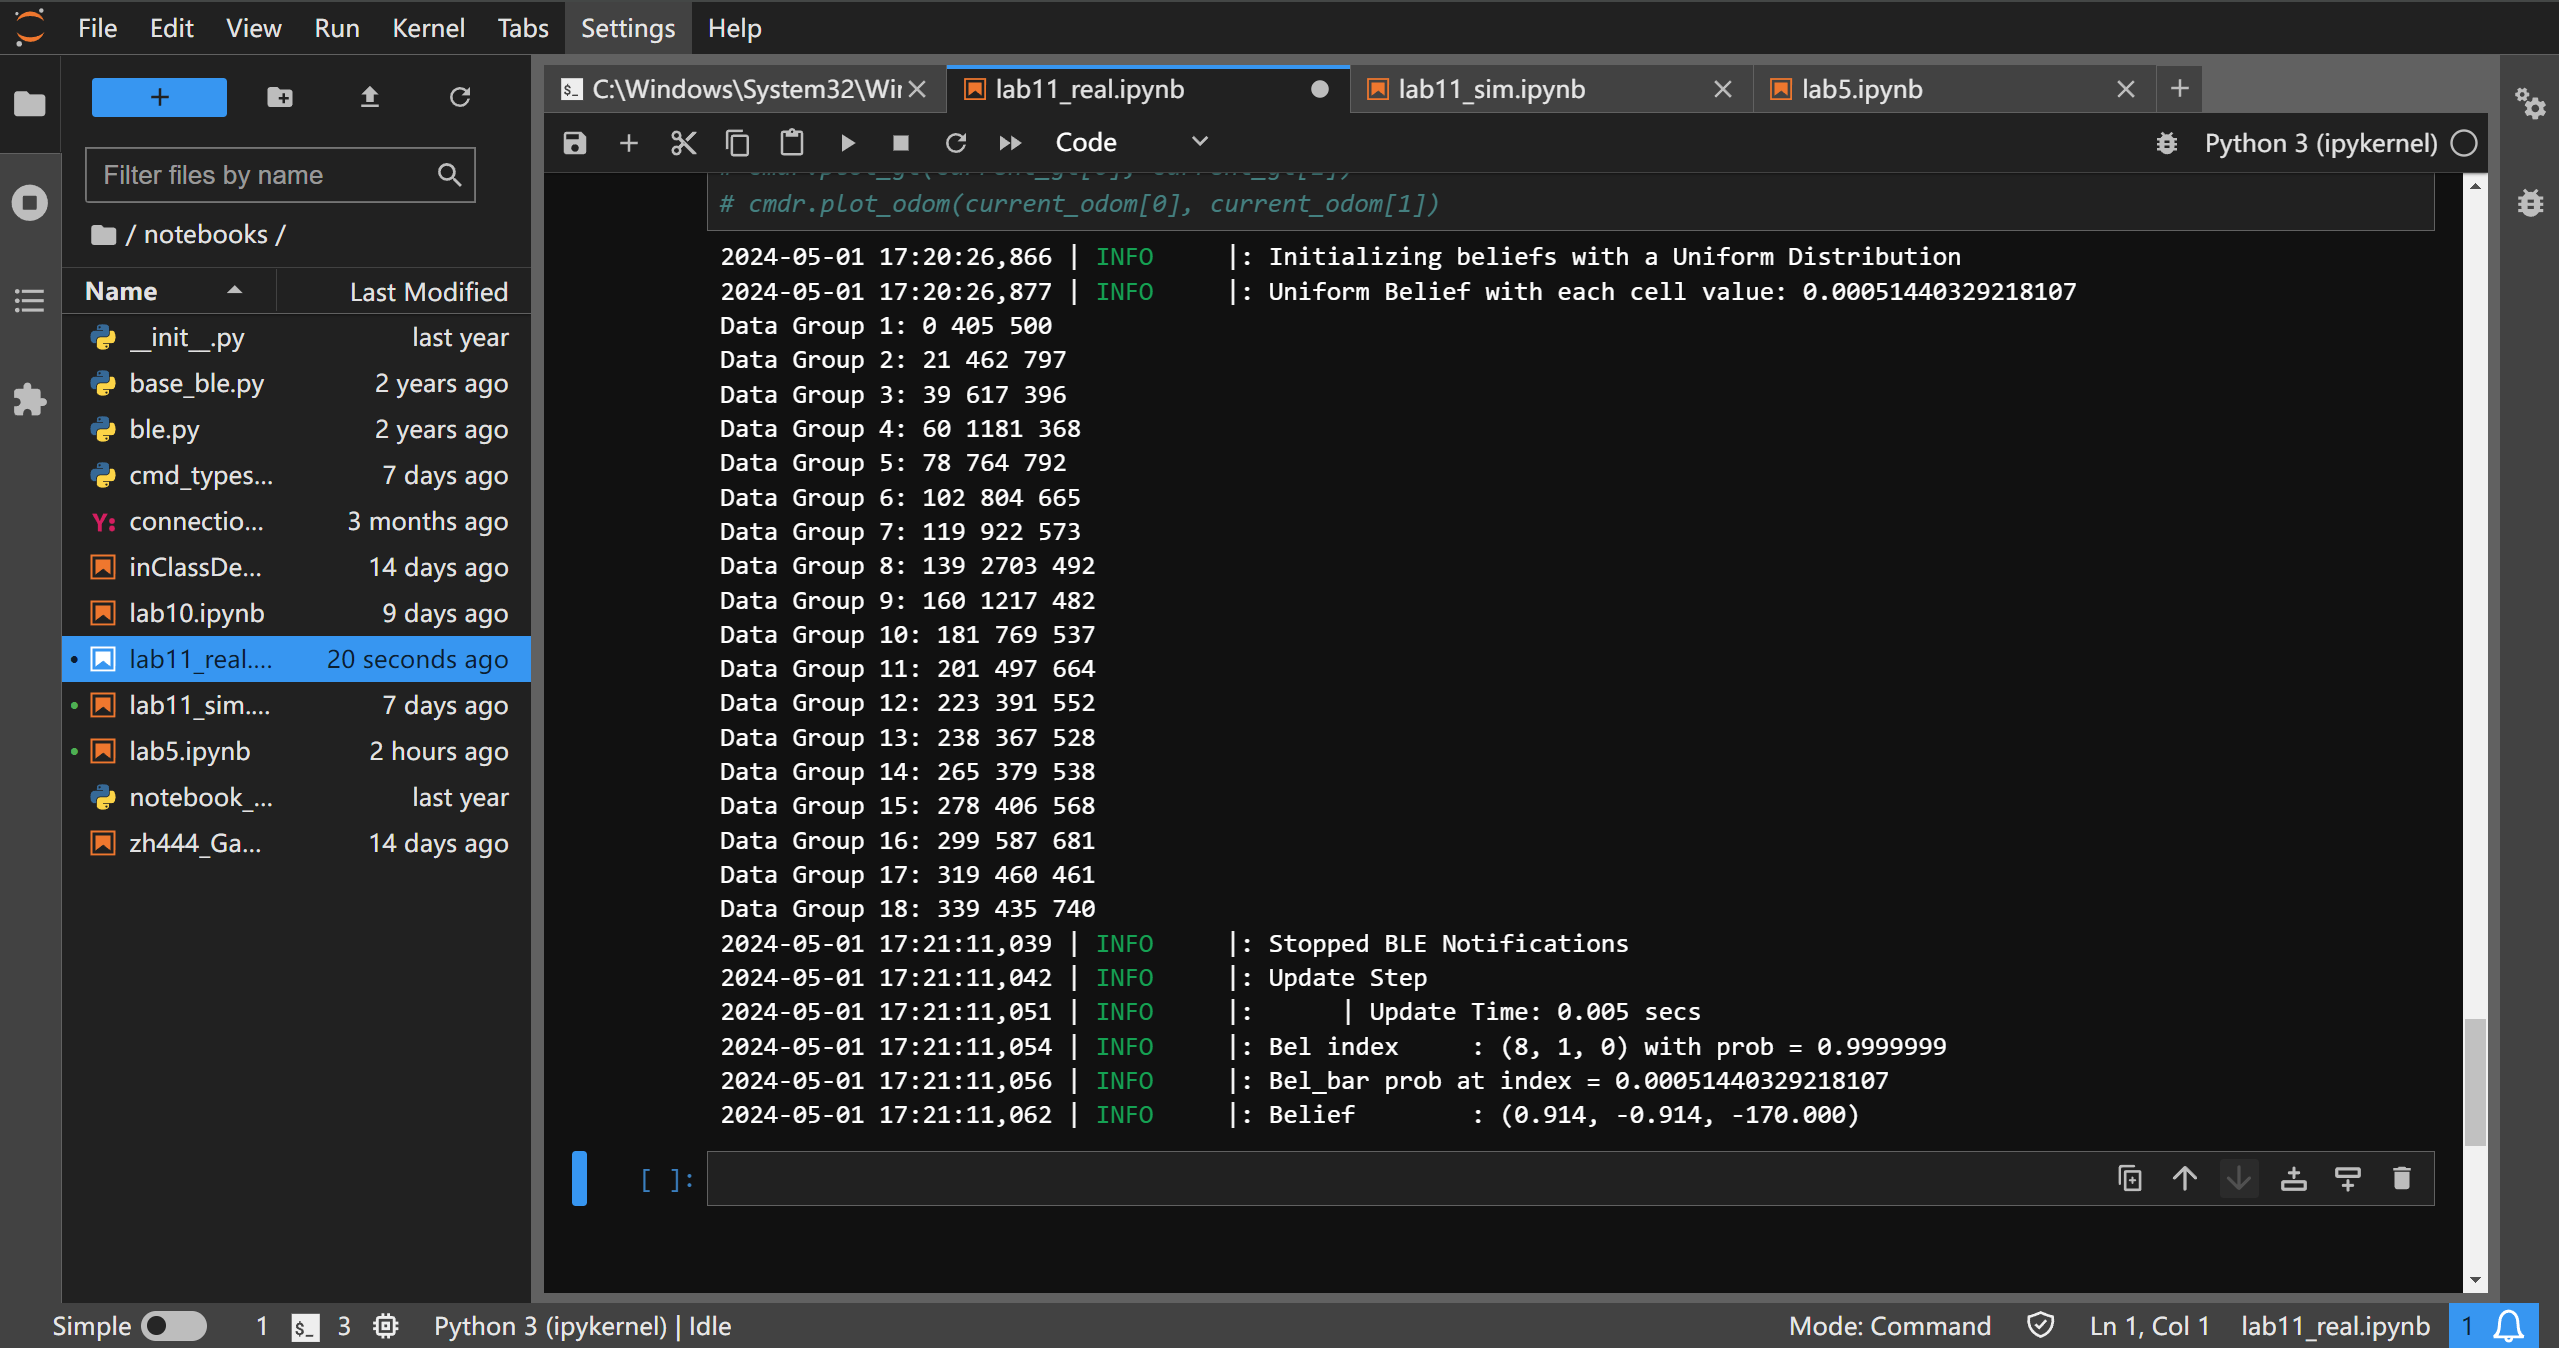 File Edit View Run Kernel Tabs Settings Help
C:\Windows\System32\Wir lab11_real.ipynb lab11_sim.ipynb lab5.ipynb
Code Python 3 (ipykernel)
Filter files by name
/ notebooks /
Name Last Modified
__init__.py last year
base_ble.py 2 years ago
ble.py 2 years ago
cmd_types... 7 days ago
connectio... 3 months ago
inClassDe... 14 days ago
lab10.ipynb 9 days ago
lab11_real.... 20 seconds ago
lab11_sim.... 7 days ago
lab5.ipynb 2 hours ago
notebook_... last year
zh444_Ga... 14 days ago
# cmdr.plot_odom(current_odom[0], current_odom[1])
2024-05-01 17:20:26,866 | INFO     |: Initializing beliefs with a Uniform Distribution
2024-05-01 17:20:26,877 | INFO     |: Uniform Belief with each cell value: 0.00051440329218107
Data Group 1: 0 405 500
Data Group 2: 21 462 797
Data Group 3: 39 617 396
Data Group 4: 60 1181 368
Data Group 5: 78 764 792
Data Group 6: 102 804 665
Data Group 7: 119 922 573
Data Group 8: 139 2703 492
Data Group 9: 160 1217 482
Data Group 10: 181 769 537
Data Group 11: 201 497 664
Data Group 12: 223 391 552
Data Group 13: 238 367 528
Data Group 14: 265 379 538
Data Group 15: 278 406 568
Data Group 16: 299 587 681
Data Group 17: 319 460 461
Data Group 18: 339 435 740
2024-05-01 17:21:11,039 | INFO     |: Stopped BLE Notifications
2024-05-01 17:21:11,042 | INFO     |: Update Step
2024-05-01 17:21:11,051 | INFO     |:      | Update Time: 0.005 secs
2024-05-01 17:21:11,054 | INFO     |: Bel index     : (8, 1, 0) with prob = 0.9999999
2024-05-01 17:21:11,056 | INFO     |: Bel_bar prob at index = 0.00051440329218107
2024-05-01 17:21:11,062 | INFO     |: Belief        : (0.914, -0.914, -170.000)
[ ]:
Simple 1 $_ 3 Python 3 (ipykernel) | Idle Mode: Command Ln 1, Col 1 lab11_real.ipynb 1